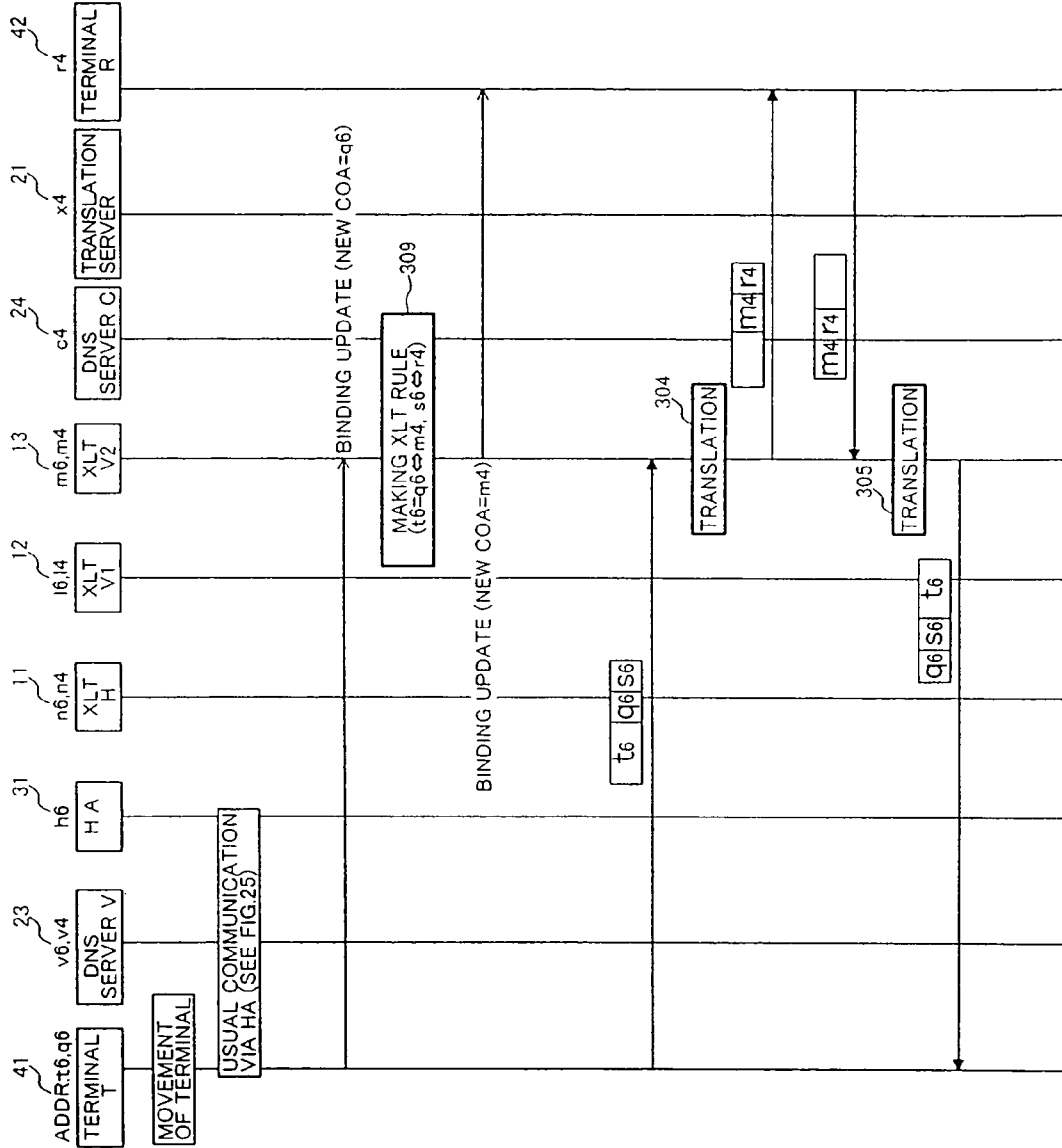 41
ADDR:t6,q6
TERMINAL
T
23
v6,v4
DNS
SERVER V
31
h6
H A
11
n6,n4
XLT
H
12
l6,l4
XLT
V1
13
m6,m4
XLT
V2
24
c4
DNS
SERVER C
21
x4
TRANSLATION
SERVER
42
r4
TERMINAL
R
MOVEMENT
OF TERMINAL
USUAL COMMUNICATION
VIA HA (SEE FIG.25)
BINDING UPDATE (NEW COA=q6)
309
MAKING XLT RULE
(t6=q6⇔m4, s6⇔r4)
BINDING UPDATE (NEW COA=m4)
t6 q6 s6
304
TRANSLATION
m4 r4
m4 r4
305
TRANSLATION
q6 s6 t6